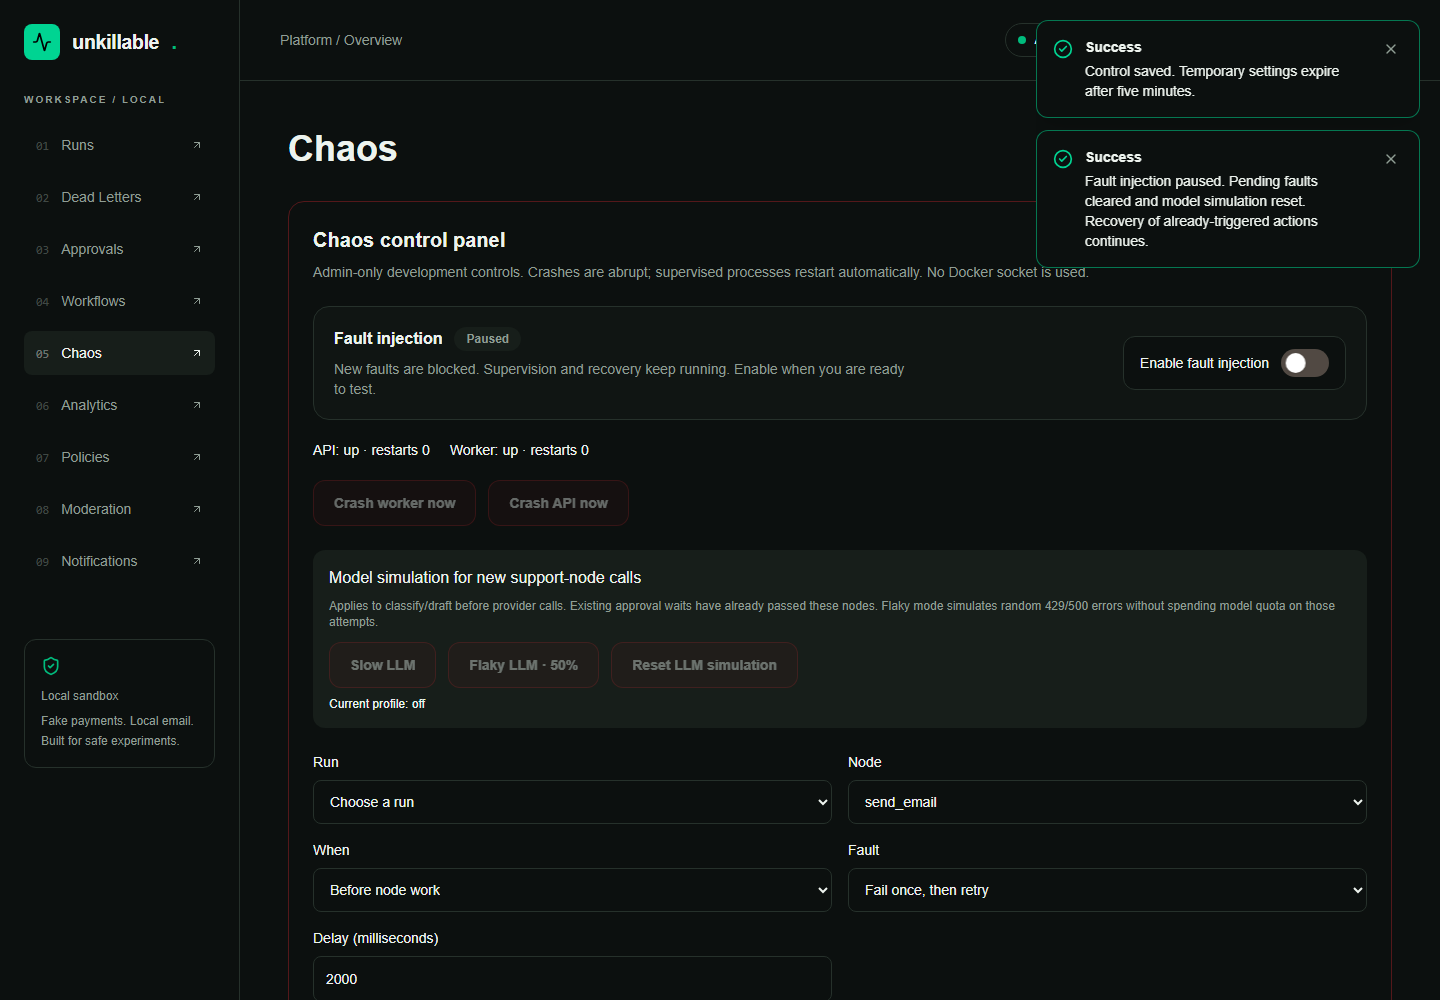 unkillable .
WORKSPACE / LOCAL
01 Runs
02 Dead Letters
03 Approvals
04 Workflows
05 Chaos
06 Analytics
07 Policies
08 Moderation
09 Notifications
Local sandbox
Fake payments. Local email.
Built for safe experiments.
Platform / Overview
Success
Control saved. Temporary settings expire
after five minutes.
Success
Fault injection paused. Pending faults
cleared and model simulation reset.
Recovery of already-triggered actions
continues.
Chaos
Chaos control panel
Admin-only development controls. Crashes are abrupt; supervised processes restart automatically. No Docker socket is used.
Fault injection Paused
New faults are blocked. Supervision and recovery keep running. Enable when you are ready
to test.
Enable fault injection
API: up · restarts 0 Worker: up · restarts 0
Crash worker now Crash API now
Model simulation for new support-node calls
Applies to classify/draft before provider calls. Existing approval waits have already passed these nodes. Flaky mode simulates random 429/500 errors without spending model quota on those
attempts.
Slow LLM Flaky LLM · 50% Reset LLM simulation
Current profile: off
Run Node
Choose a run send_email
When Fault
Before node work Fail once, then retry
Delay (milliseconds)
2000